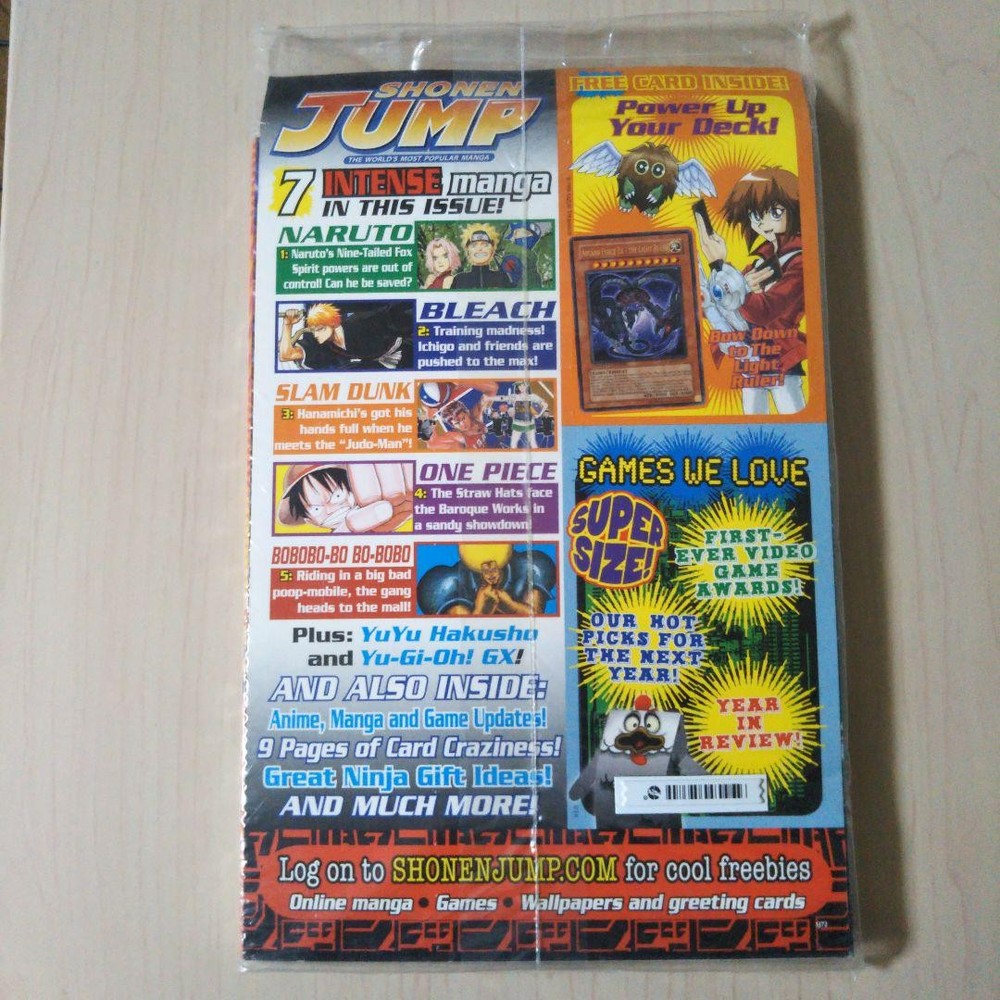 SHONEN
JUMP
THE WORLD'S MOST POPULAR MANGA
7 INTENSE manga
IN THIS ISSUE!
NARUTO
1: Naruto's Nine-Tailed Fox
Spirit powers are out of
control! Can he be saved?
BLEACH
2: Training madness!
Ichigo and friends are
pushed to the max!
SLAM DUNK
3: Hanamichi's got his
hands full when he
meets the "Judo-Man"!
ONE PIECE
4: The Straw Hats face
the Baroque Works in
a sandy showdown!
BOBOBO-BO BO-BOBO
5: Riding in a big bad
poop-mobile, the gang
heads to the mall!
Plus: YuYu Hakusho
and Yu-Gi-Oh! GX!
AND ALSO INSIDE:
Anime, Manga and Game Updates!
9 Pages of Card Craziness!
Great Ninja Gift Ideas!
AND MUCH MORE!
FREE CARD INSIDE!
Power Up
Your Deck!
Bow Down
to The
Light
Ruler!
GAMES WE LOVE
SUPER
SIZE!
FIRST-
EVER VIDEO
GAME
AWARDS!
OUR HOT
PICKS FOR
THE NEXT
YEAR!
YEAR
IN
REVIEW!
Log on to SHONENJUMP.COM for cool freebies
Online manga • Games • Wallpapers and greeting cards